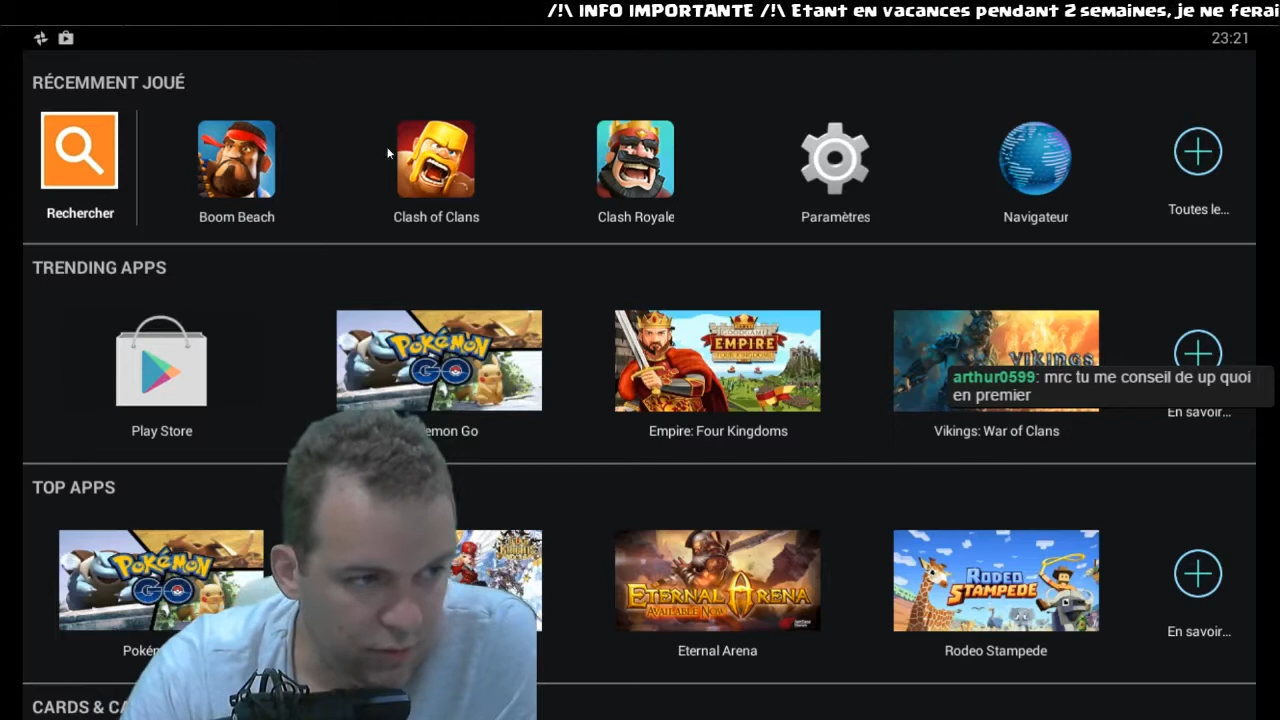 /!\ INFO IMPORTANTE /!\ Etant en vacances pendant 2 semaines, je ne ferai
23:21
RÉCEMMENT JOUÉ
Rechercher
Boom Beach
Clash of Clans
Clash Royale
Paramètres
Navigateur
Toutes le...
TRENDING APPS
POKÉMON GO
GOODGAME EMPIRE FOUR KINGDOMS
VIKINGS
arthur0599: mrc tu me conseil de up quoi
en premier
Play Store
emon Go
Empire: Four Kingdoms
Vikings: War of Clans
En savoir...
TOP APPS
POKÉMON GO
ETERNAL ARENA
AVAILABLE NOW
RODEO STAMPEDE
Pokém
Eternal Arena
Rodeo Stampede
En savoir...
CARDS & CA